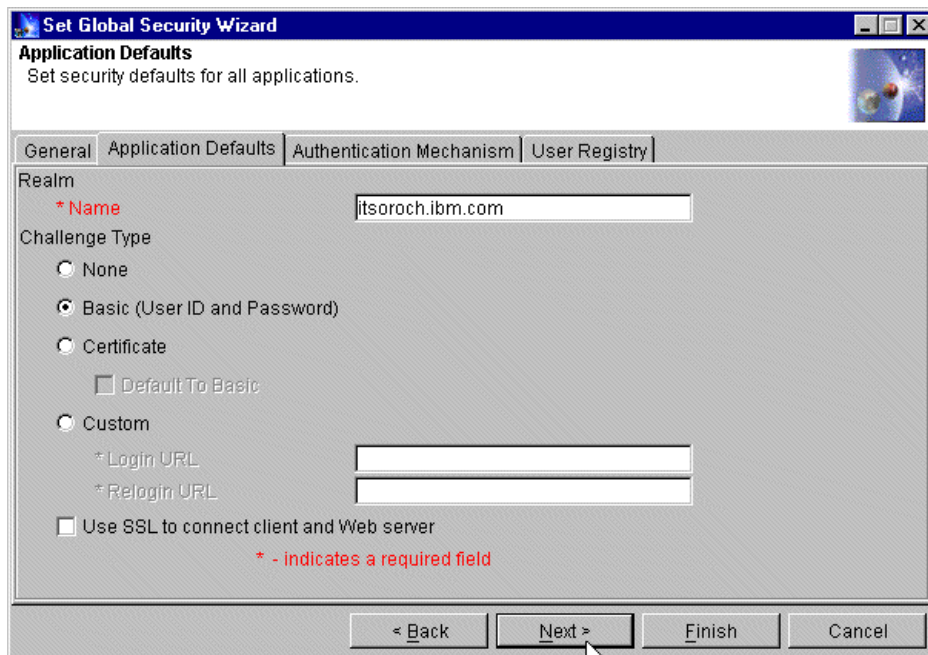 Set Global Security Wizard
Application Defaults
Set security defaults for all applications.
General Application Defaults Authentication Mechanism User Registry
Realm
* Name itsoroch.ibm.com
Challenge Type
None
Basic (User ID and Password)
Certificate
Default To Basic
Custom
* Login URL
* Relogin URL
Use SSL to connect client and Web server
* - indicates a required field
< Back Next > Finish Cancel